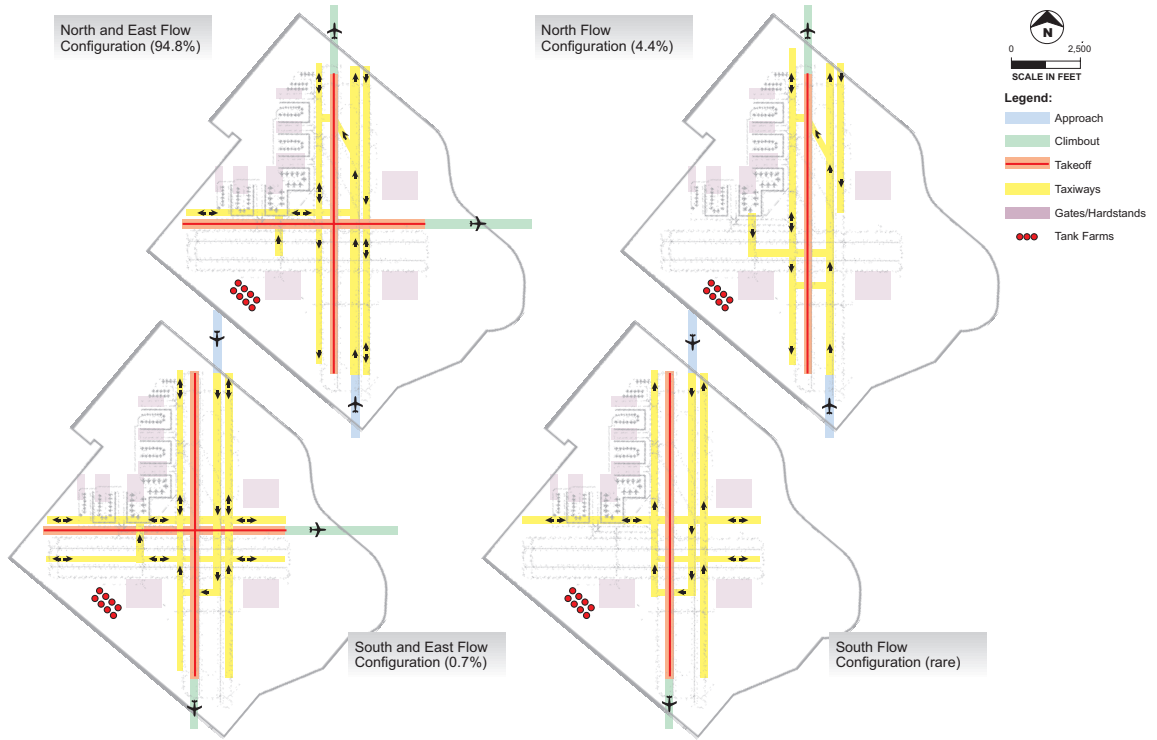 North and East Flow
Configuration (94.8%)
North Flow
Configuration (4.4%)
N
0 2,500
SCALE IN FEET
Legend:
Approach
Climbout
Takeoff
Taxiways
Gates/Hardstands
Tank Farms
South and East Flow
Configuration (0.7%)
South Flow
Configuration (rare)